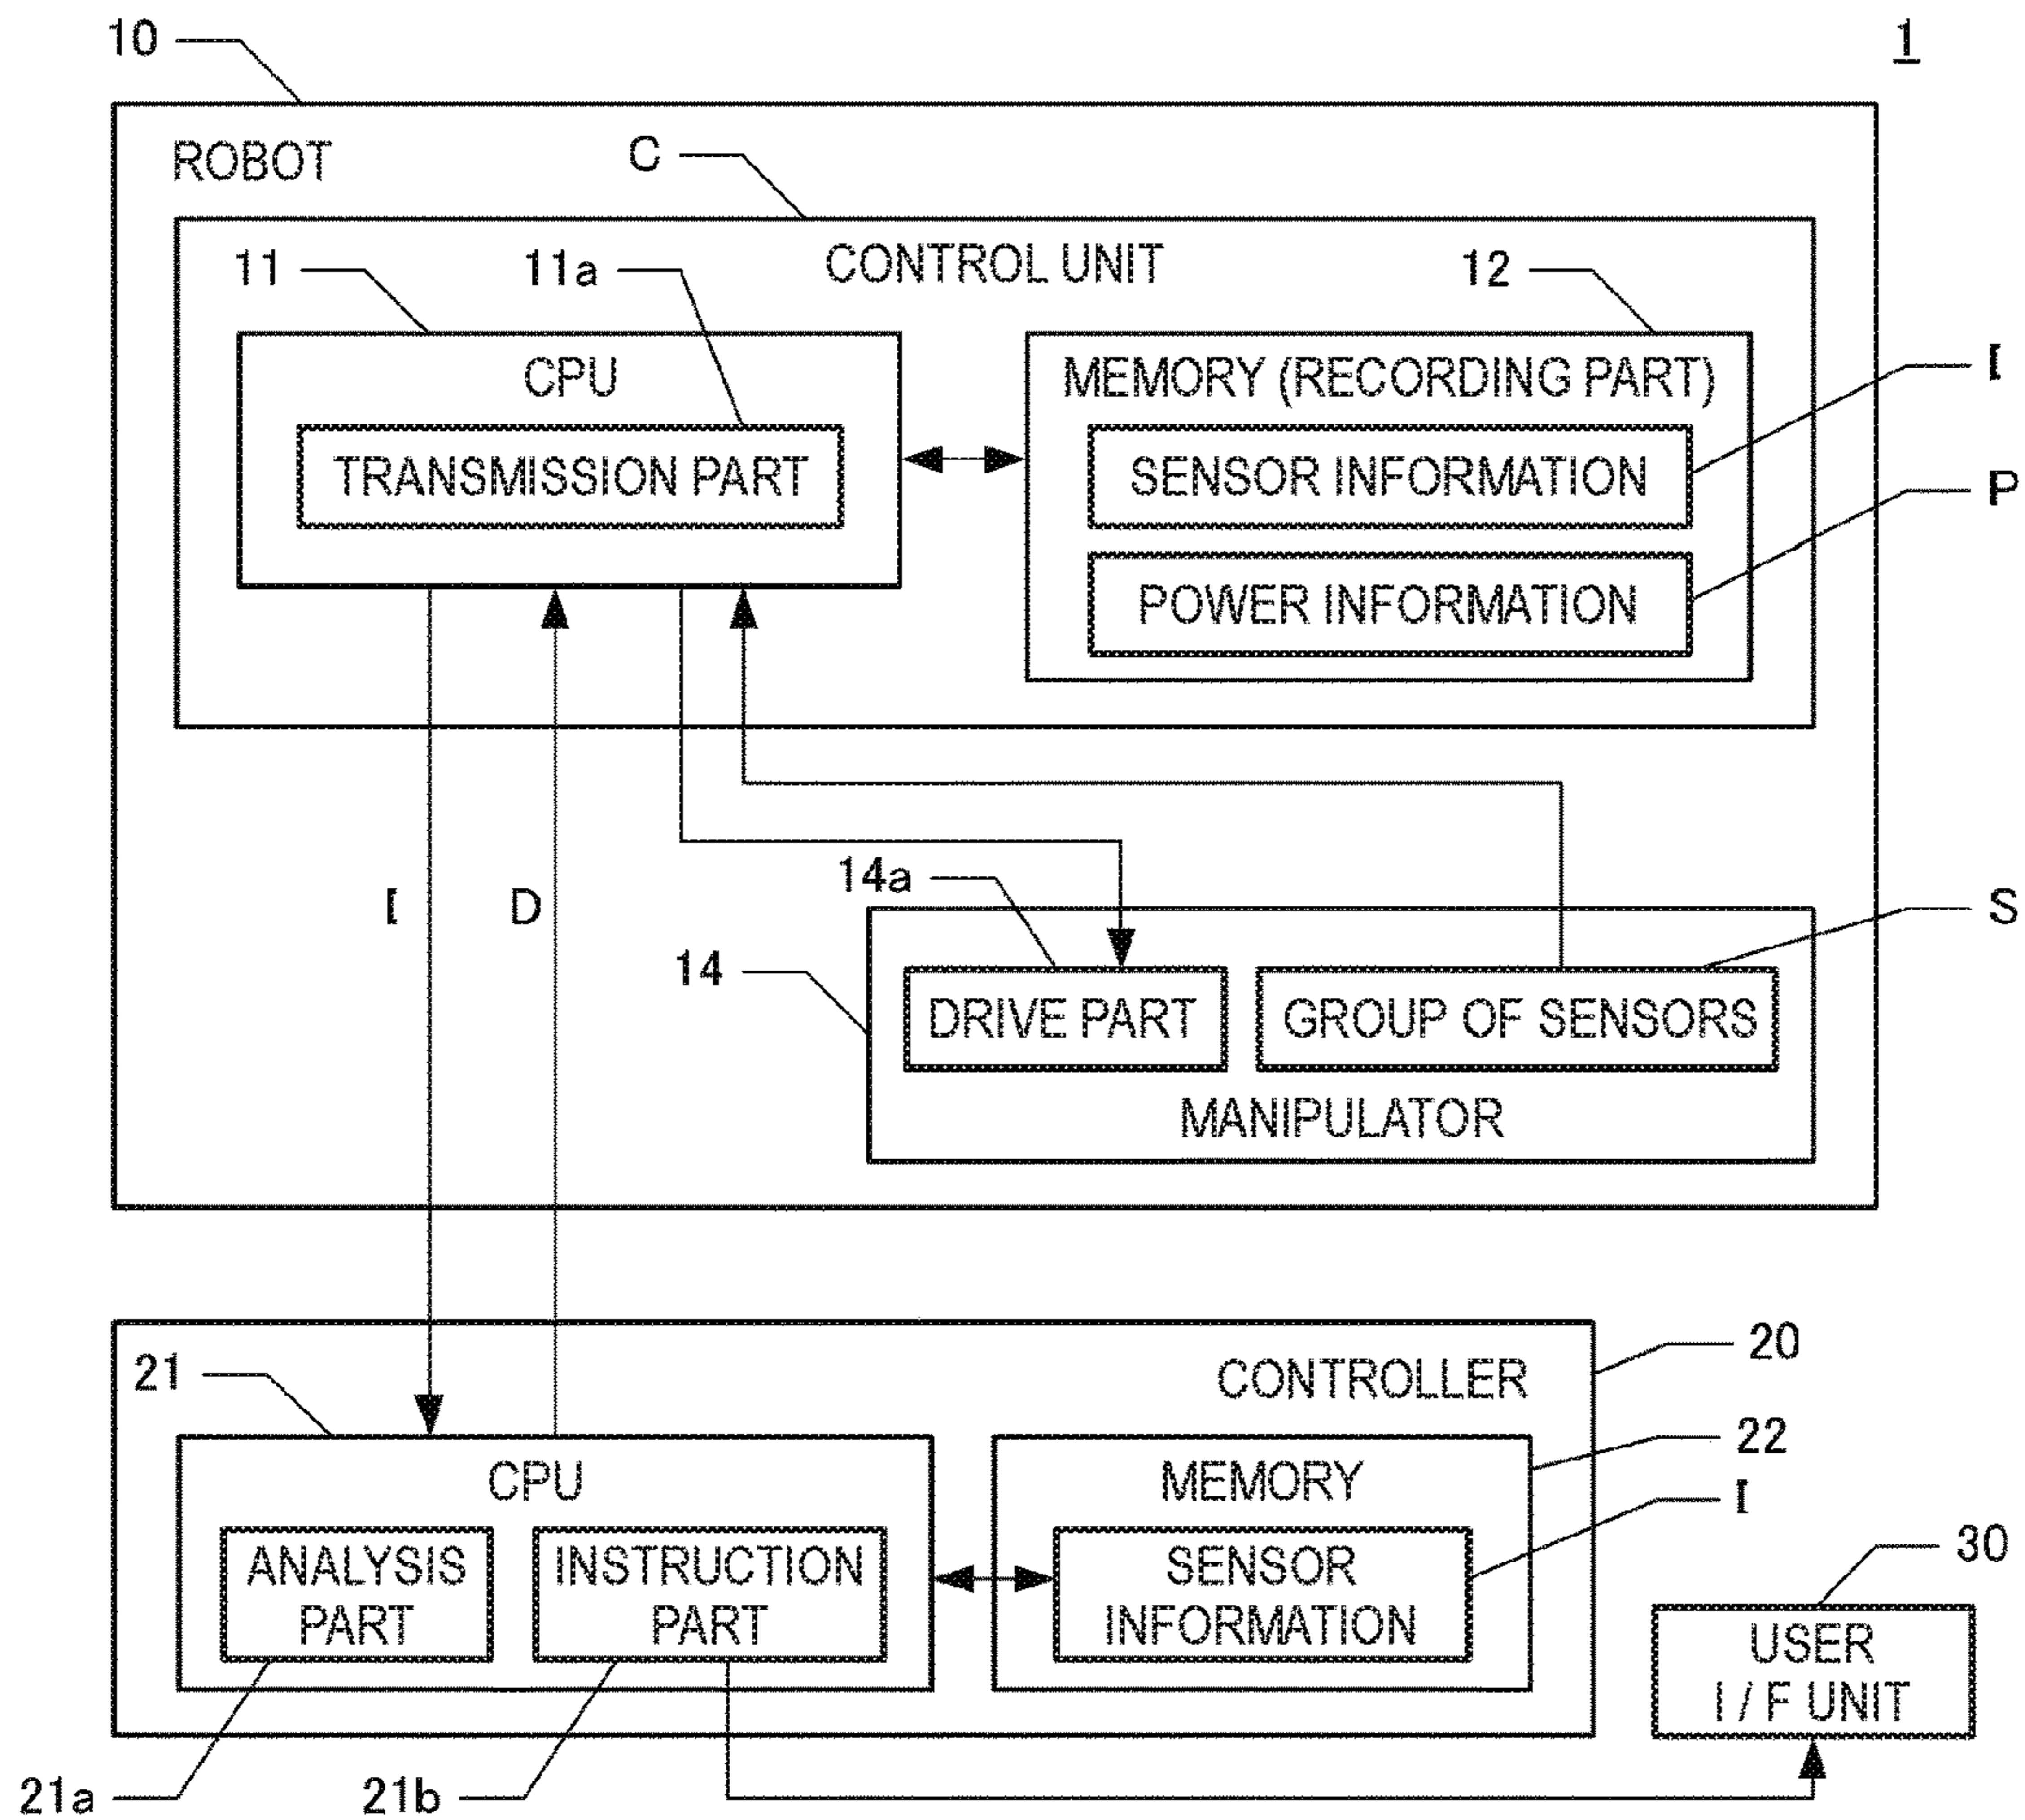 10
1
ROBOT
C
CONTROL UNIT
11
11a
12
CPU
MEMORY (RECORDING PART)
I
TRANSMISSION PART
SENSOR INFORMATION
P
POWER INFORMATION
I
D
14a
S
14
DRIVE PART
GROUP OF SENSORS
MANIPULATOR
20
21
CONTROLLER
22
CPU
MEMORY
I
ANALYSIS
PART
INSTRUCTION
PART
SENSOR
INFORMATION
30
USER
I / F UNIT
21a
21b